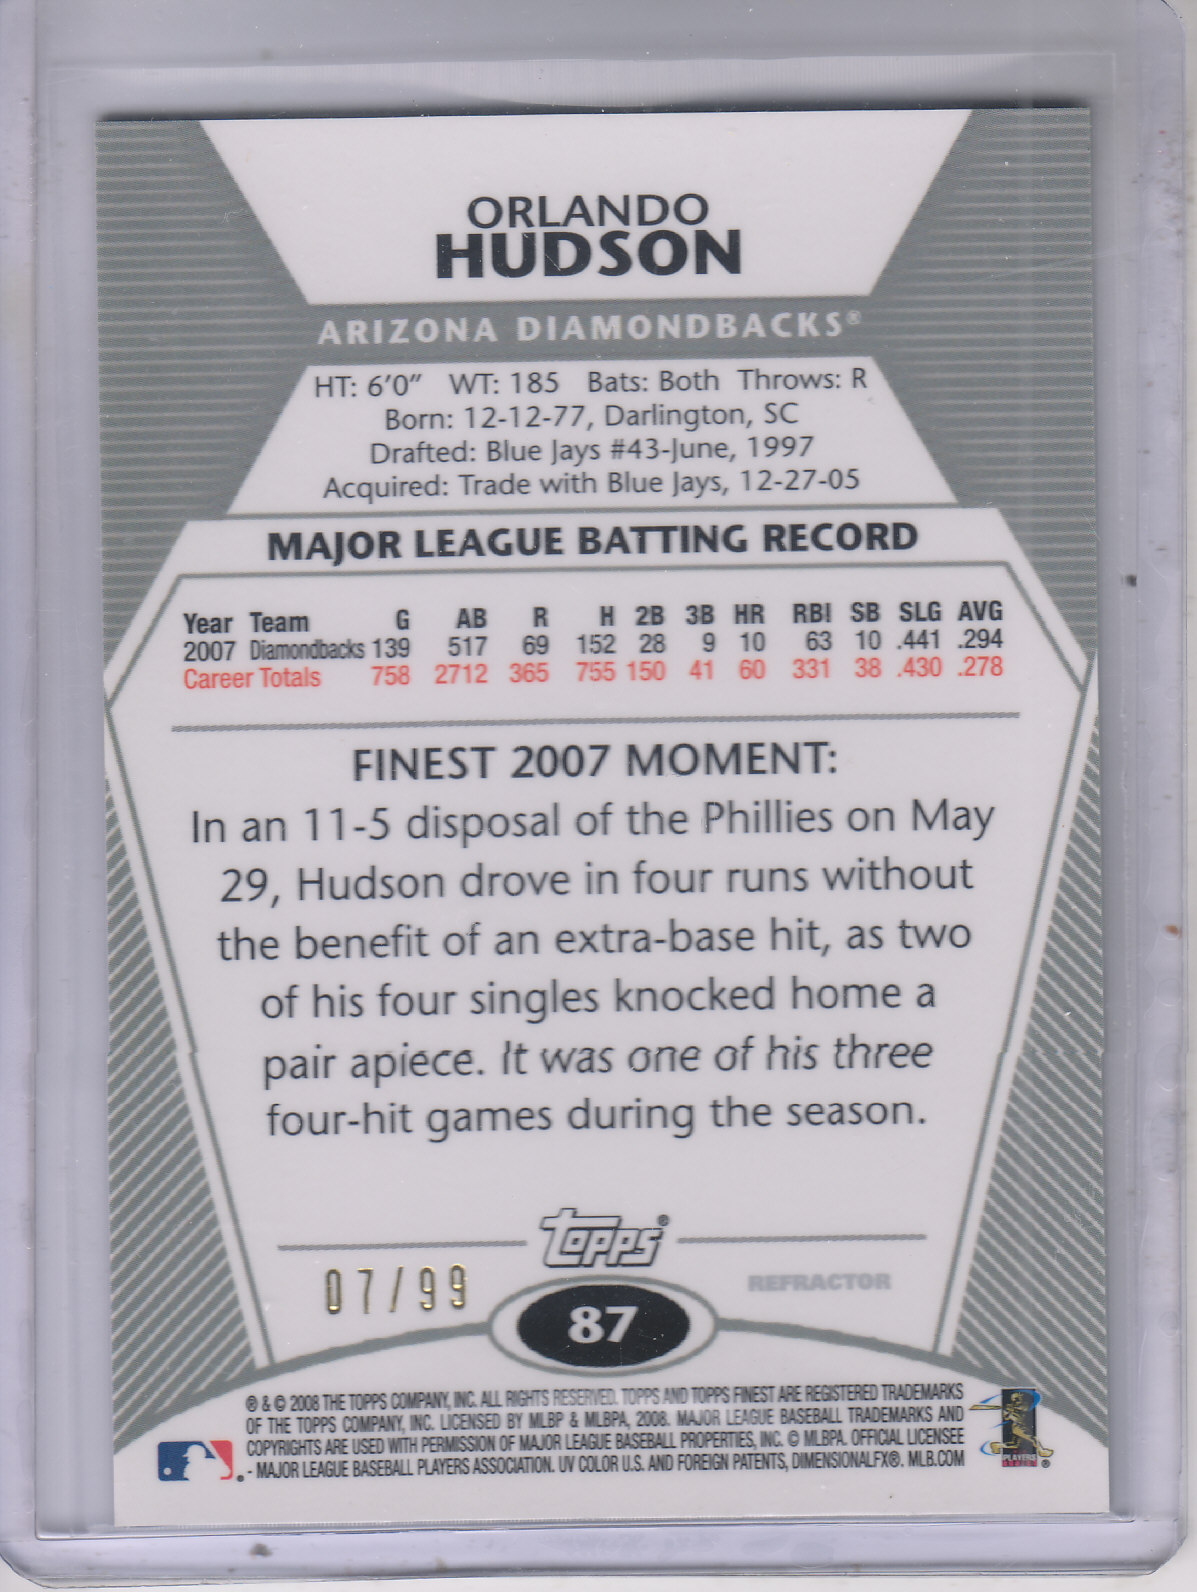 ORLANDO
HUDSON
ARIZONA DIAMONDBACKS®
HT: 6'0" WT: 185 Bats: Both Throws: R
Born: 12-12-77, Darlington, SC
Drafted: Blue Jays #43-June, 1997
Acquired: Trade with Blue Jays, 12-27-05
MAJOR LEAGUE BATTING RECORD
Year Team G AB R H 2B 3B HR RBI SB SLG AVG
2007 Diamondbacks 139 517 69 152 28 9 10 63 10 .441 .294
Career Totals 758 2712 365 755 150 41 60 331 38 .430 .278
FINEST 2007 MOMENT:
In an 11-5 disposal of the Phillies on May
29, Hudson drove in four runs without
the benefit of an extra-base hit, as two
of his four singles knocked home a
pair apiece. It was one of his three
four-hit games during the season.
topps®
07/99
REFRACTOR
87
® & © 2008 THE TOPPS COMPANY, INC. ALL RIGHTS RESERVED. TOPPS AND TOPPS FINEST ARE REGISTERED TRADEMARKS
OF THE TOPPS COMPANY, INC. LICENSED BY MLBP & MLBPA, 2008. MAJOR LEAGUE BASEBALL TRADEMARKS AND
COPYRIGHTS ARE USED WITH PERMISSION OF MAJOR LEAGUE BASEBALL PROPERTIES, INC. © MLBPA. OFFICIAL LICENSEE
- MAJOR LEAGUE BASEBALL PLAYERS ASSOCIATION. UV COLOR U.S. AND FOREIGN PATENTS, DIMENSIONALFX®. MLB.COM
PLAYERS
CHOICE
®